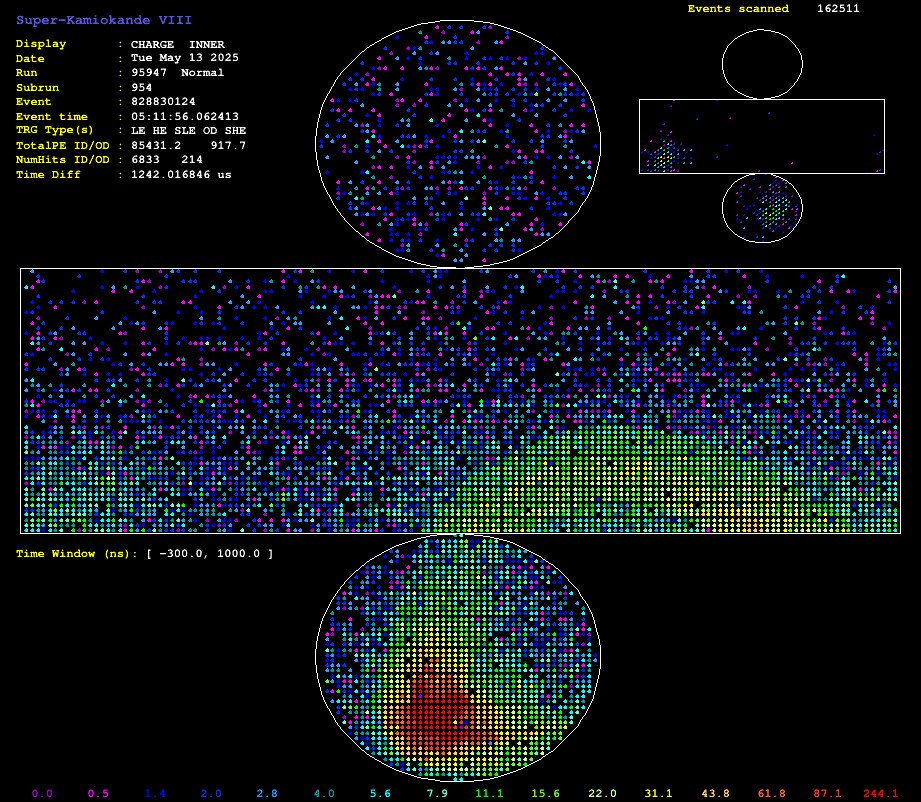 Super-Kamiokande VIII
Events scanned 162511
Display : CHARGE INNER
Date : Tue May 13 2025
Run : 95947 Normal
Subrun : 954
Event : 828830124
Event time : 05:11:56.062413
TRG Type(s) : LE HE SLE OD SHE
TotalPE ID/OD : 85431.2 917.7
NumHits ID/OD : 6833 214
Time Diff : 1242.016846 us
Time Window (ns): [ −300.0, 1000.0 ]
0.0 0.5 1.4 2.0 2.8 4.0 5.6 7.9 11.1 15.6 22.0 31.1 43.8 61.8 87.1 244.1